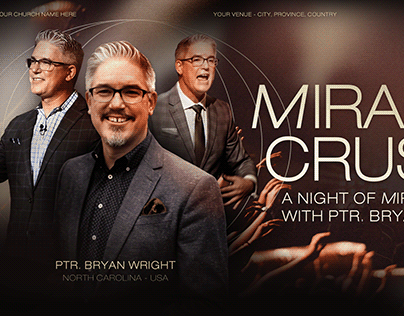 OUR CHURCH NAME HERE
YOUR VENUE - CITY, PROVINCE, COUNTRY
MIRA
CRUS
A NIGHT OF MIR
WITH PTR. BRYA
PTR. BRYAN WRIGHT
NORTH CAROLINA - USA